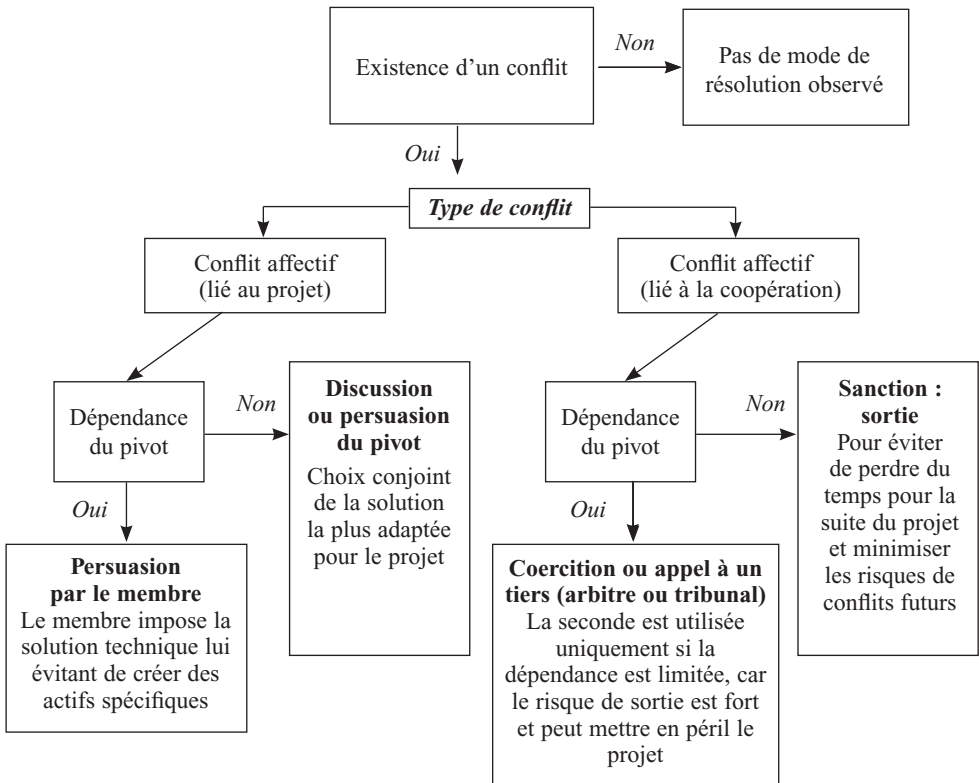 Existence d’un conflit
Non
Pas de mode de
résolution observé
Oui
Type de conflit
Conflit affectif
(lié au projet)
Conflit affectif
(lié à la coopération)
Dépendance
du pivot
Non
Discussion
ou persuasion
du pivot
Choix conjoint
de la solution
la plus adaptée
pour le projet
Oui
Persuasion
par le membre
Le membre impose la
solution technique lui
évitant de créer des
actifs spécifiques
Dépendance
du pivot
Non
Sanction :
sortie
Pour éviter
de perdre du
temps pour la
suite du projet
et minimiser
les risques de
conflits futurs
Oui
Coercition ou appel à un
tiers (arbitre ou tribunal)
La seconde est utilisée
uniquement si la
dépendance est limitée, car
le risque de sortie est fort
et peut mettre en péril le
projet